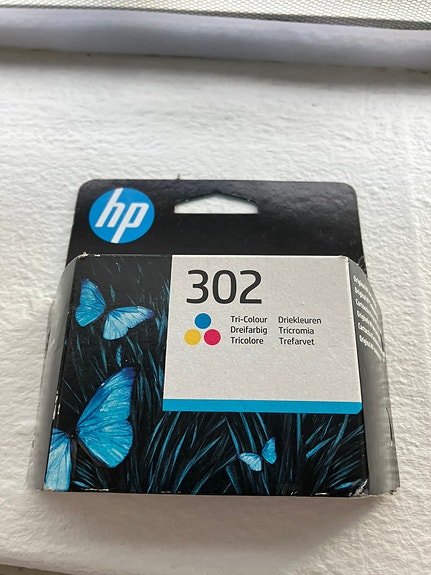 hp
302
Tri-Colour Driekleuren
Dreifarbig Tricromia
Tricolore Trefarvet